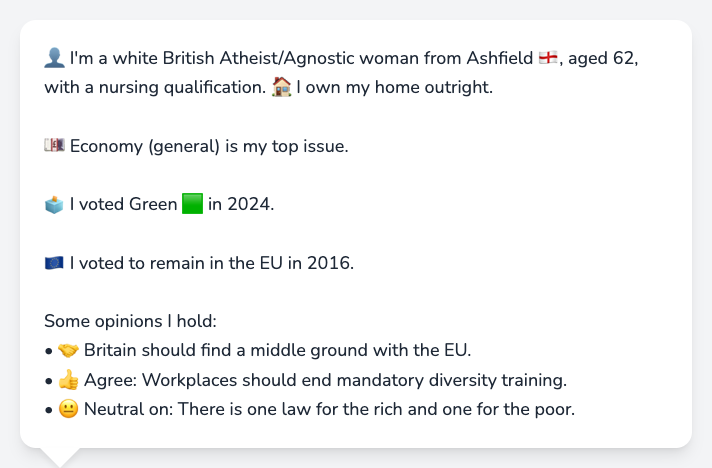 👤 I'm a white British Atheist/Agnostic woman from Ashfield 🏴󠁧󠁢󠁥󠁮󠁧󠁿, aged 62,
with a nursing qualification. 🏠 I own my home outright.
💷 Economy (general) is my top issue.
🗳️ I voted Green 🟩 in 2024.
🇪🇺 I voted to remain in the EU in 2016.
Some opinions I hold:
• 🤝 Britain should find a middle ground with the EU.
• 👍 Agree: Workplaces should end mandatory diversity training.
• 😐 Neutral on: There is one law for the rich and one for the poor.